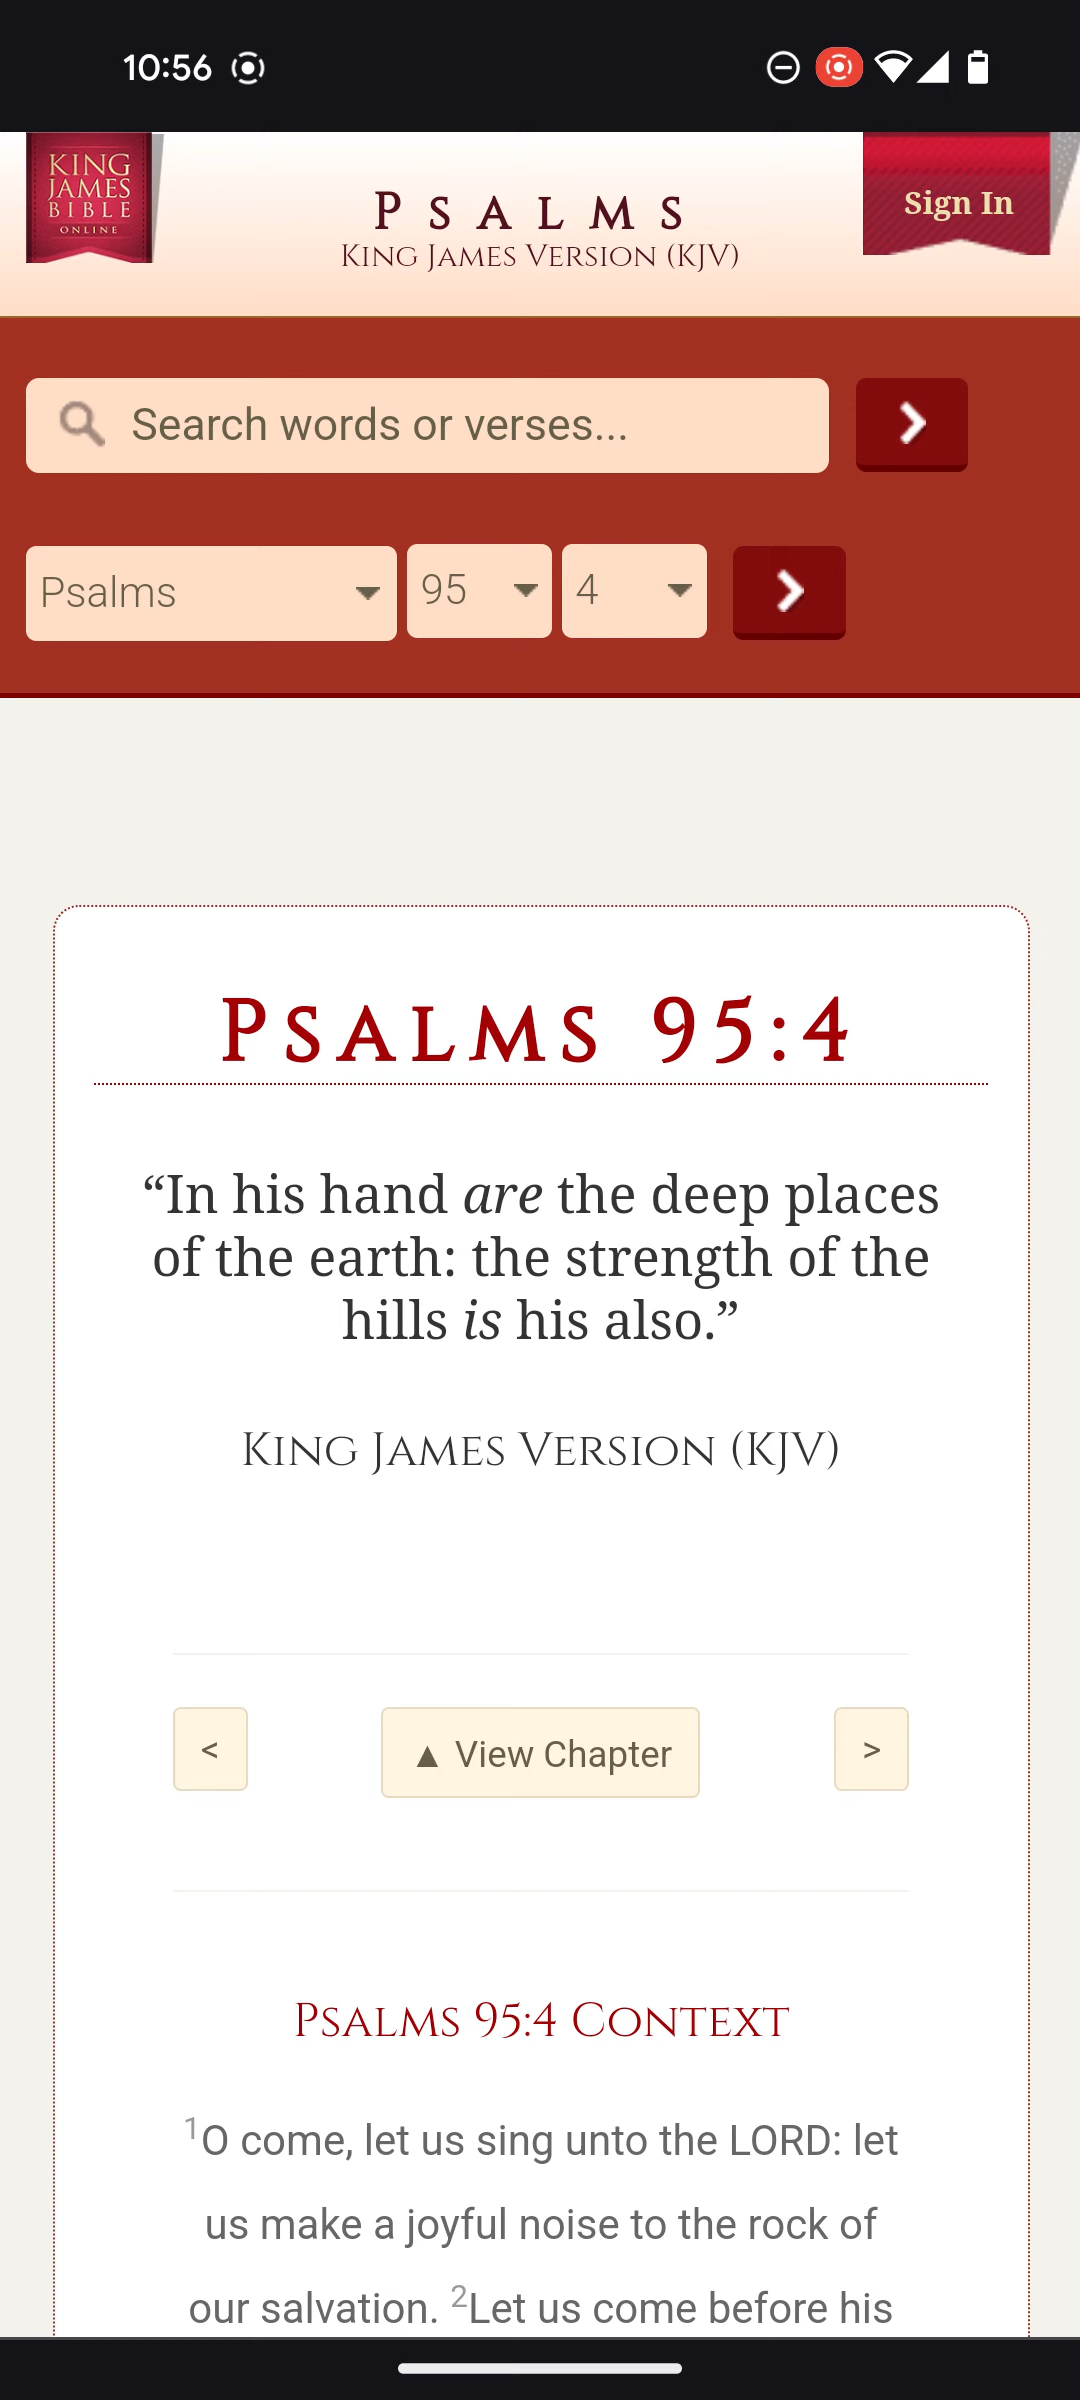 10:56
KING
JAMES
BIBLE
ONLINE
PSALMS
KING JAMES VERSION (KJV)
Sign In
Search words or verses...
Psalms
95
4
PSALMS 95:4
“In his hand are the deep places
of the earth: the strength of the
hills is his also.”
KING JAMES VERSION (KJV)
<
▲ View Chapter
>
PSALMS 95:4 CONTEXT
1O come, let us sing unto the LORD: let
us make a joyful noise to the rock of
our salvation. 2Let us come before his